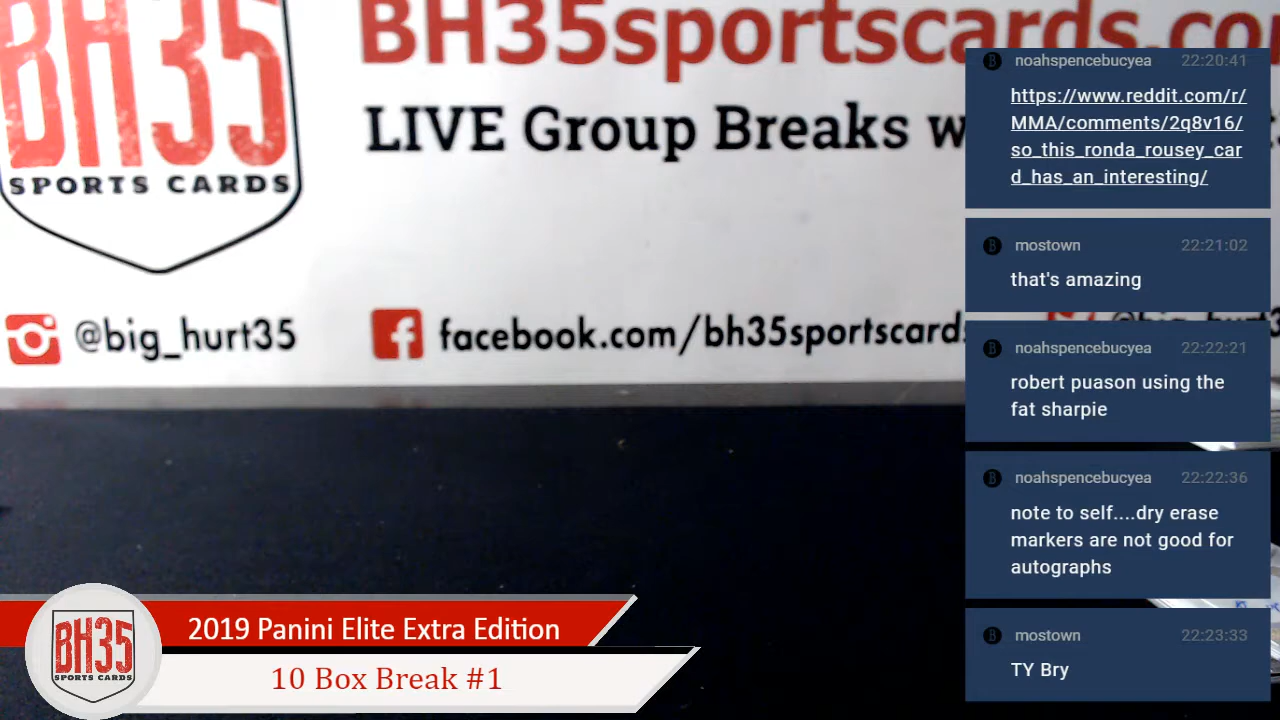 BH35
SPORTS CARDS
BH35sportscards.co
LIVE Group Breaks w
@big_hurt35
facebook.com/bh35sportscards
@big_hurt3
noahspencebucyea 22:20:41
https://www.reddit.com/r/
MMA/comments/2q8v16/
so_this_ronda_rousey_car
d_has_an_interesting/
mostown 22:21:02
that's amazing
noahspencebucyea 22:22:21
robert puason using the
fat sharpie
noahspencebucyea 22:22:36
note to self....dry erase
markers are not good for
autographs
mostown 22:23:33
TY Bry
BH35
SPORTS CARDS
2019 Panini Elite Extra Edition
10 Box Break #1